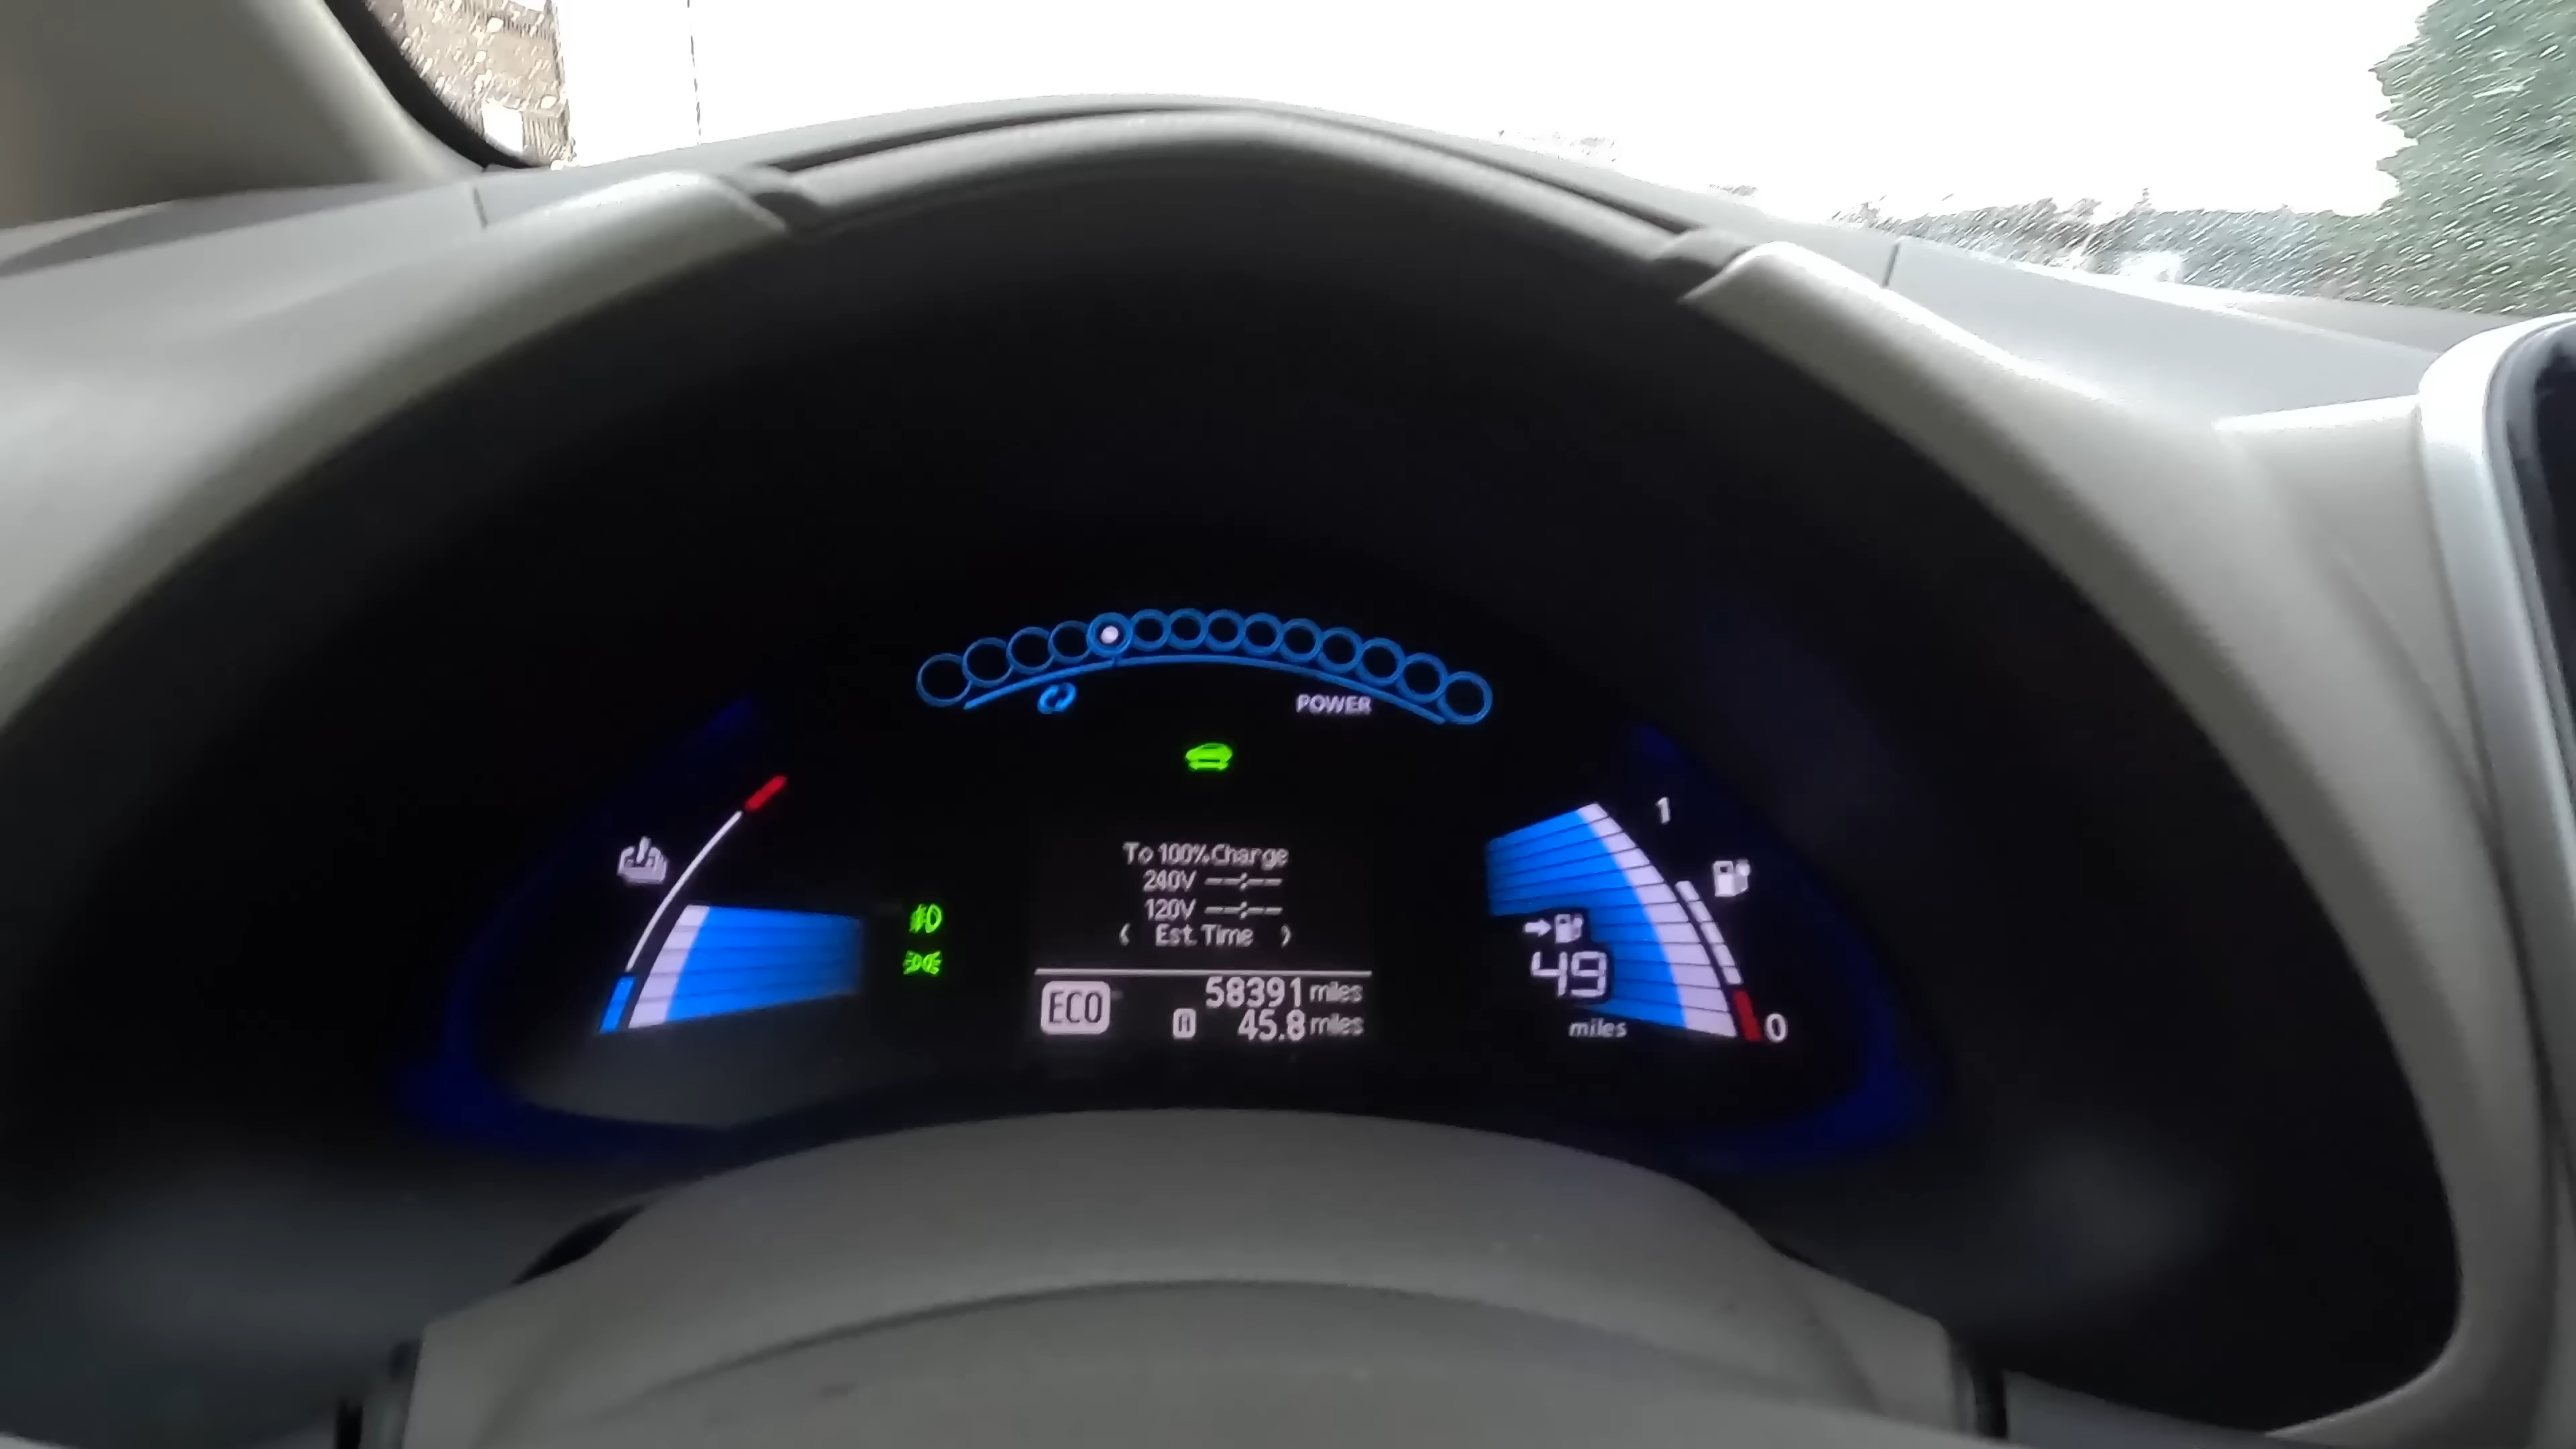 POWER
1
To 100% Charge
240V --:--
120V --:--
‹ Est. Time ›
49
miles
0
ECO
58391 miles
A 45.8 miles